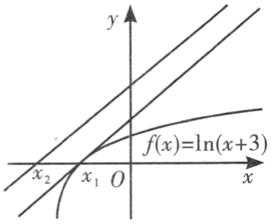 y
f(x)=ln(x+3)
x₂ x₁ O x